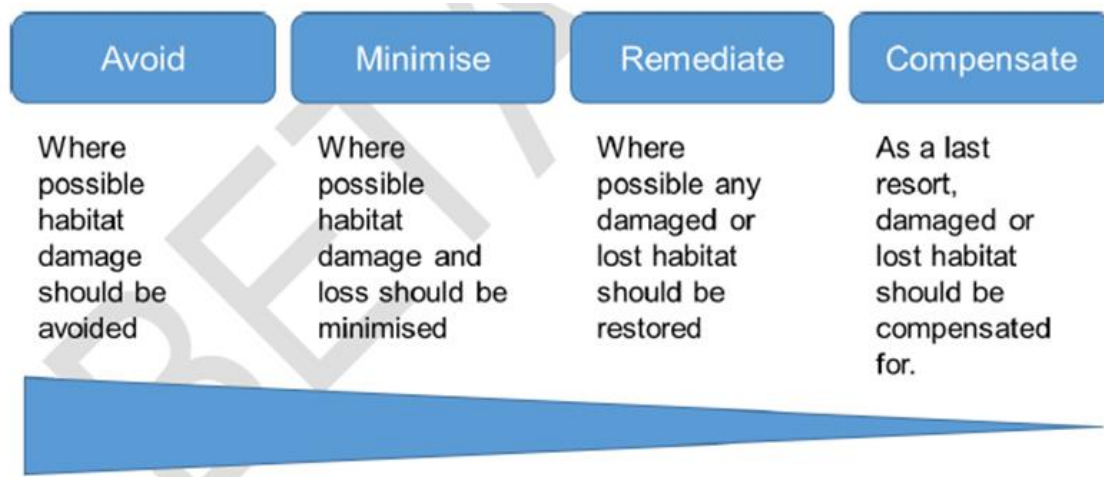 Avoid
Minimise
Remediate
Compensate
Where
possible
habitat
damage
should be
avoided
Where
possible
habitat
damage and
loss should be
minimised
Where
possible any
damaged or
lost habitat
should be
restored
As a last
resort,
damaged or
lost habitat
should be
compensated
for.
BETA